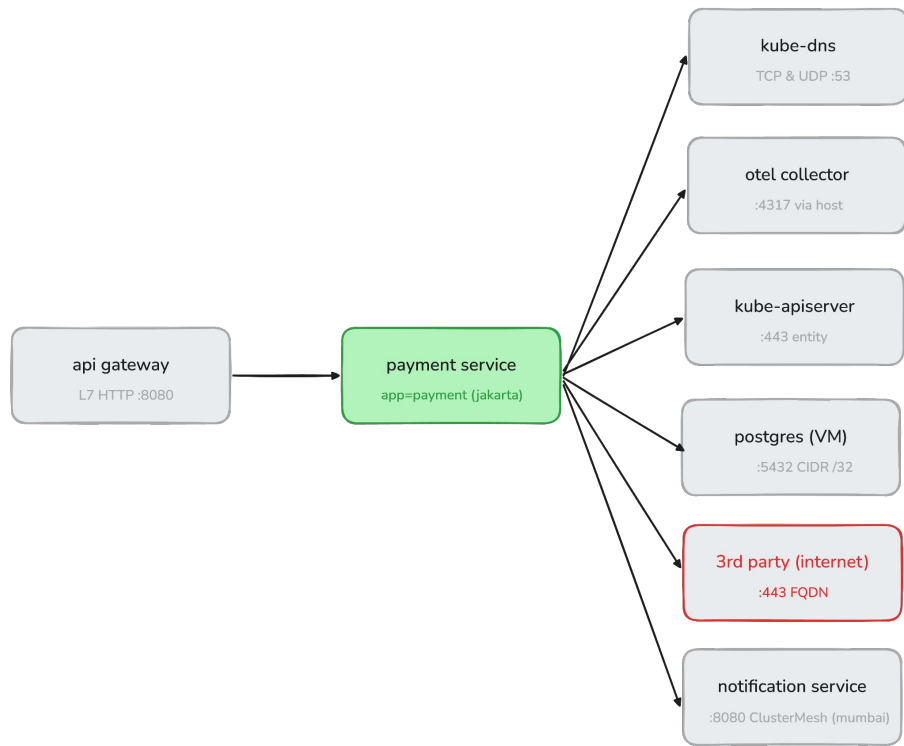 kube-dns
TCP & UDP :53
otel collector
:4317 via host
kube-apiserver
:443 entity
api gateway
L7 HTTP :8080
payment service
app=payment (jakarta)
postgres (VM)
:5432 CIDR /32
3rd party (internet)
:443 FQDN
notification service
:8080 ClusterMesh (mumbai)